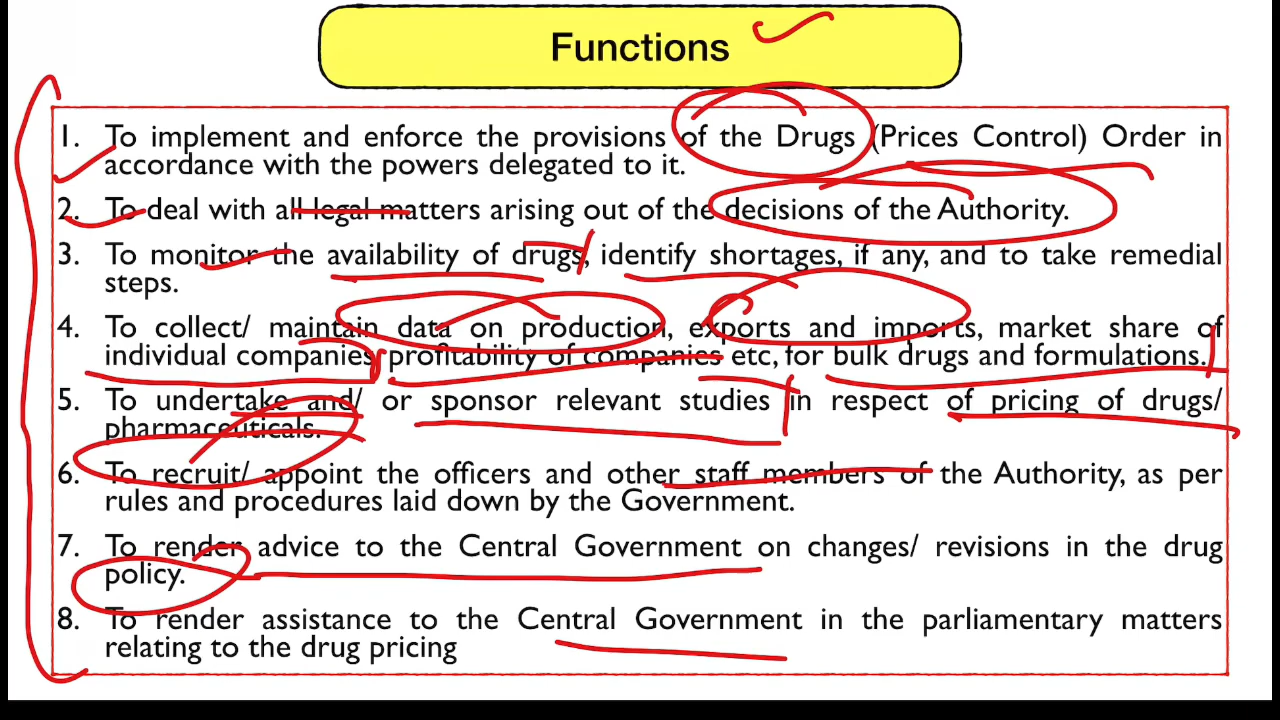 Functions
1. To implement and enforce the provisions of the Drugs (Prices Control) Order in
accordance with the powers delegated to it.
2. To deal with all legal matters arising out of the decisions of the Authority.
3. To monitor the availability of drugs, identify shortages, if any, and to take remedial
steps.
4. To collect/ maintain data on production, exports and imports, market share of
individual companies, profitability of companies etc, for bulk drugs and formulations.
5. To undertake and/ or sponsor relevant studies in respect of pricing of drugs/
pharmaceuticals.
6. To recruit/ appoint the officers and other staff members of the Authority, as per
rules and procedures laid down by the Government.
7. To render advice to the Central Government on changes/ revisions in the drug
policy.
8. To render assistance to the Central Government in the parliamentary matters
relating to the drug pricing